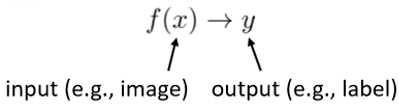 f(x) → y
input (e.g., image) output (e.g., label)